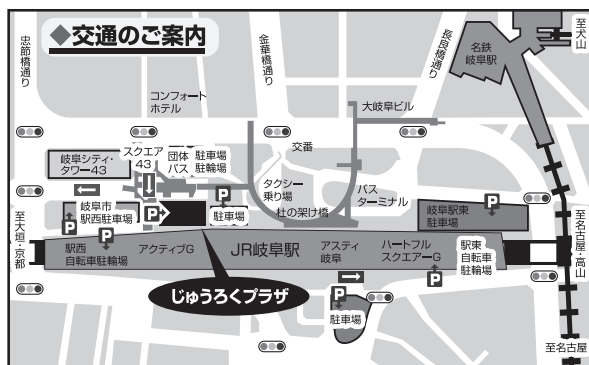 ◆交通のご案内
忠節橋通り
金華橋通り
長良橋通り
名鉄
岐阜駅
至犬山
コンフォート
ホテル
大岐阜ビル
交番
岐阜シティ・
タワー43
スクエア
43
団体
バス
駐車場
駐輪場
タクシー
乗り場
バス
ターミナル
杜の架け橋
P
岐阜市
駅西駐車場
P
P
駐車場
岐阜駅東
駐車場
P
至大垣・京都
至名古屋・高山
P
駅西
自転車駐輪場
アクティブG
JR岐阜駅
アスティ
岐阜
ハートフル
スクエアーG
駅東
自転車
駐輪場
P
じゅうろくプラザ
P
駐車場
至名古屋